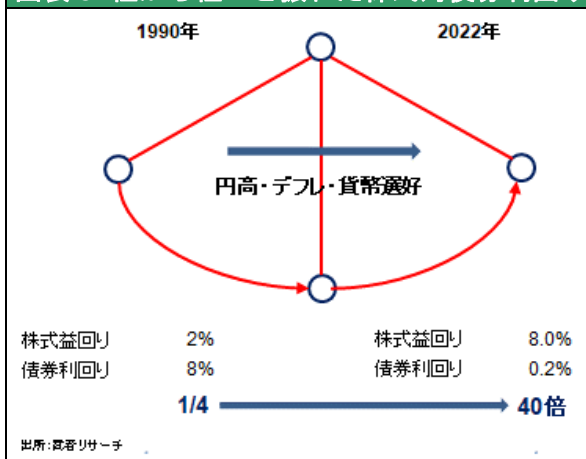 1990年 2022年
円高・デフレ・貨幣選好
株式益回り 2% 株式益回り 8.0%
債券利回り 8% 債券利回り 0.2%
1/4 40倍
出所:武者リサーチ